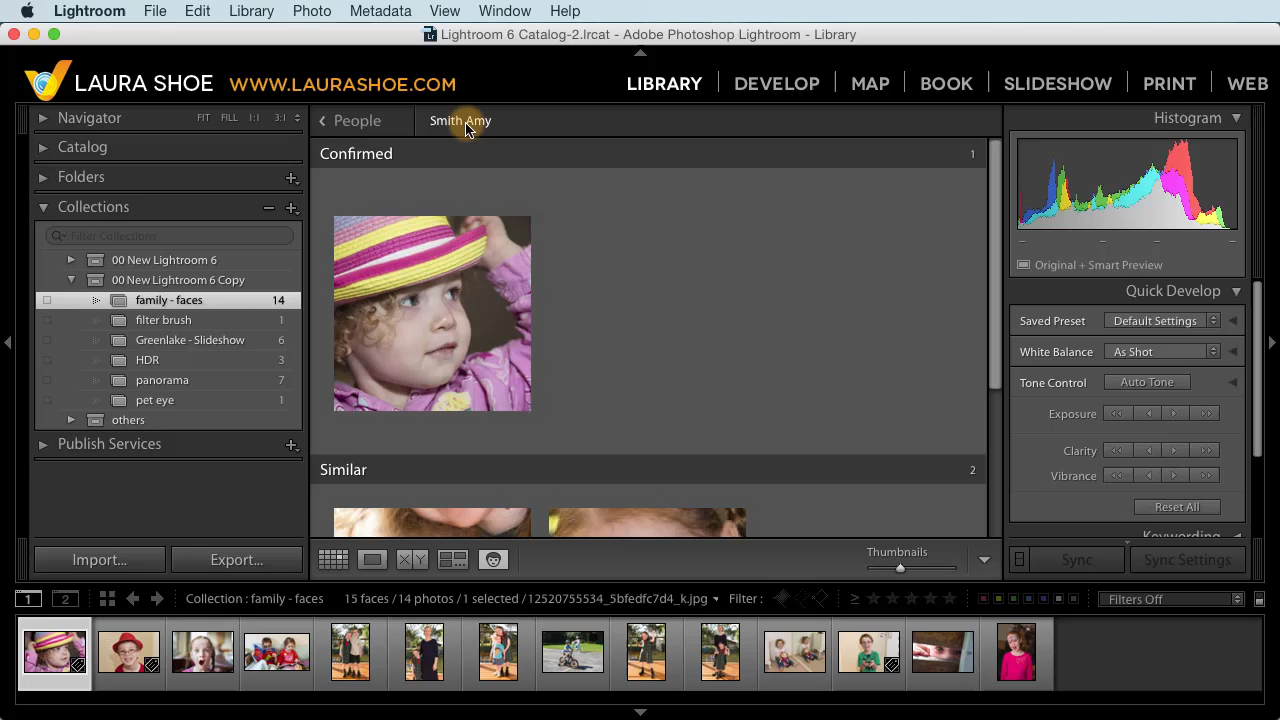 Lightroom File Edit Library Photo Metadata View Window Help
Lightroom 6 Catalog-2.lrcat - Adobe Photoshop Lightroom - Library
LAURA SHOE WWW.LAURASHOE.COM
LIBRARY DEVELOP MAP BOOK SLIDESHOW PRINT WEB
Navigator FIT FILL 1:1 3:1
Catalog
Folders
Collections
Filter Collections
00 New Lightroom 6
00 New Lightroom 6 Copy
family - faces 14
filter brush 1
Greenlake - Slideshow 6
HDR 3
panorama 7
pet eye 1
others
Publish Services
Import... Export...
People Smith Amy
Confirmed 1
Similar 2
XY
Thumbnails
Histogram
Original + Smart Preview
Quick Develop
Saved Preset Default Settings
White Balance As Shot
Tone Control Auto Tone
Exposure
Clarity
Vibrance
Reset All
Keywording
Sync Sync Settings
1 2 Collection : family - faces 15 faces / 14 photos / 1 selected / 12520755534_5bfedfc7d4_k.jpg Filter : ≥ Filters Off